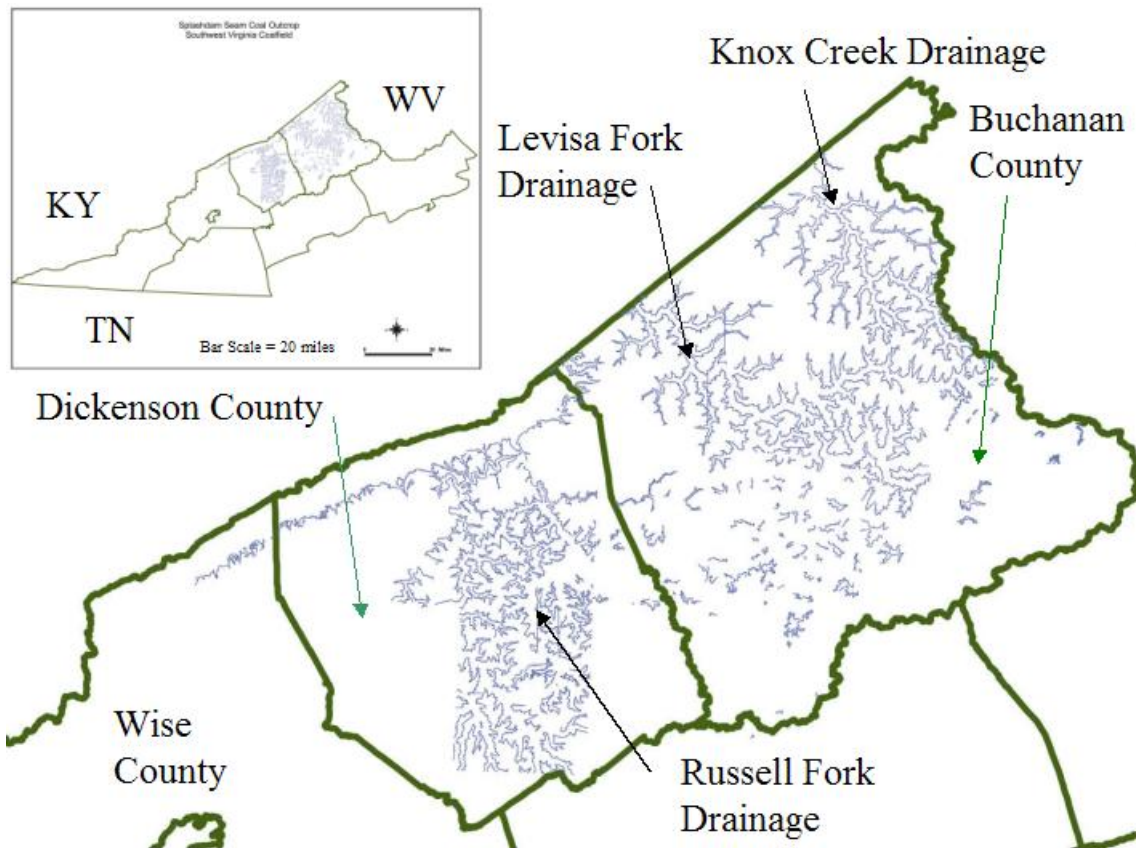 Splashdam Seam Coal Outcrop
Southwest Virginia Coalfield
WV
KY
TN
Bar Scale = 20 miles
Knox Creek Drainage
Levisa Fork
Drainage
Buchanan
County
Dickenson County
Wise
County
Russell Fork
Drainage